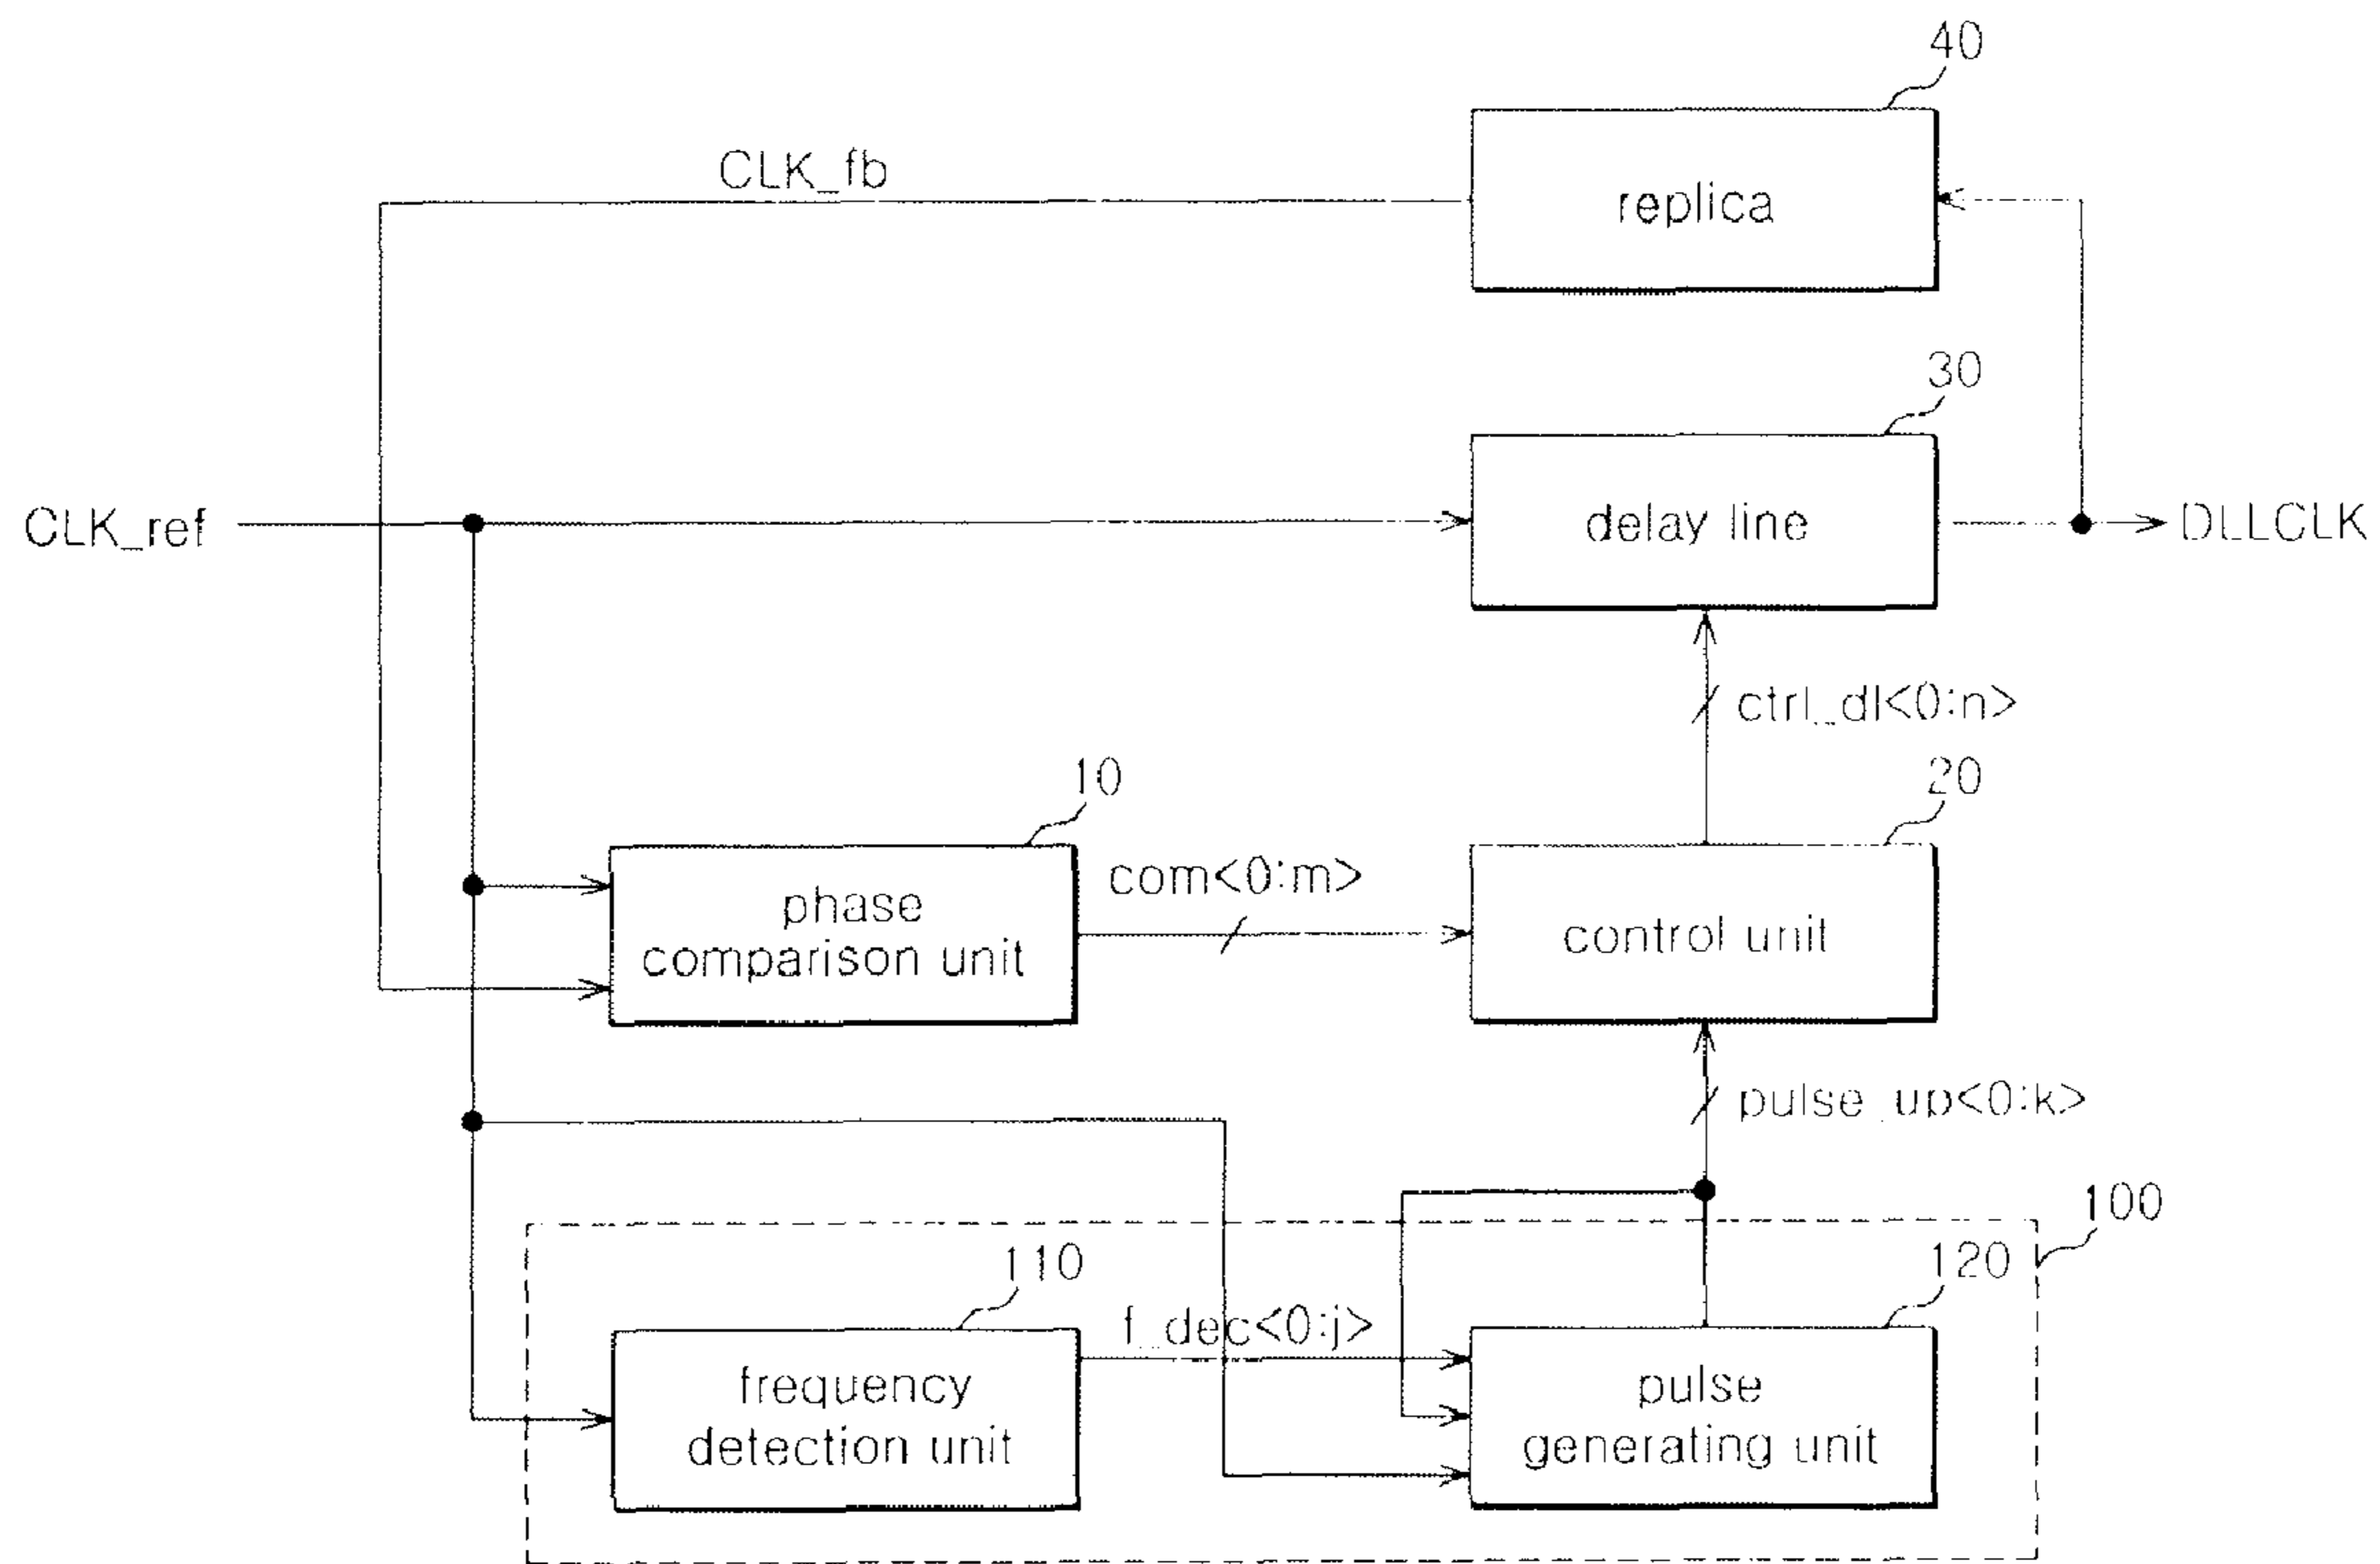 40
CLK_fb
replica
30
CLK_ref
delay line
DLLCLK
ctrl_dl<0:n>
10
20
com<0:m>
phase
comparison unit
control unit
pulse_up<0:k>
100
110
120
f_dec<0:j>
frequency
detection unit
pulse
generating unit